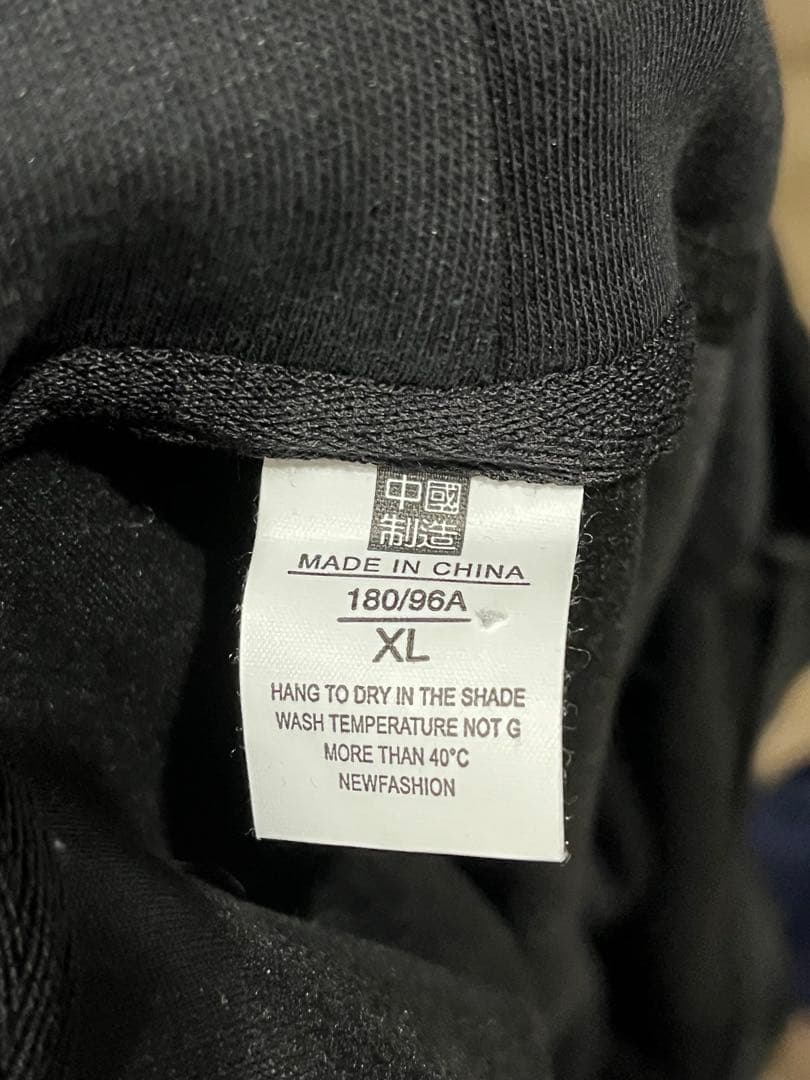 中國
制造
MADE IN CHINA
180/96A
XL
HANG TO DRY IN THE SHADE
WASH TEMPERATURE NOT G
MORE THAN 40°C
NEWFASHION